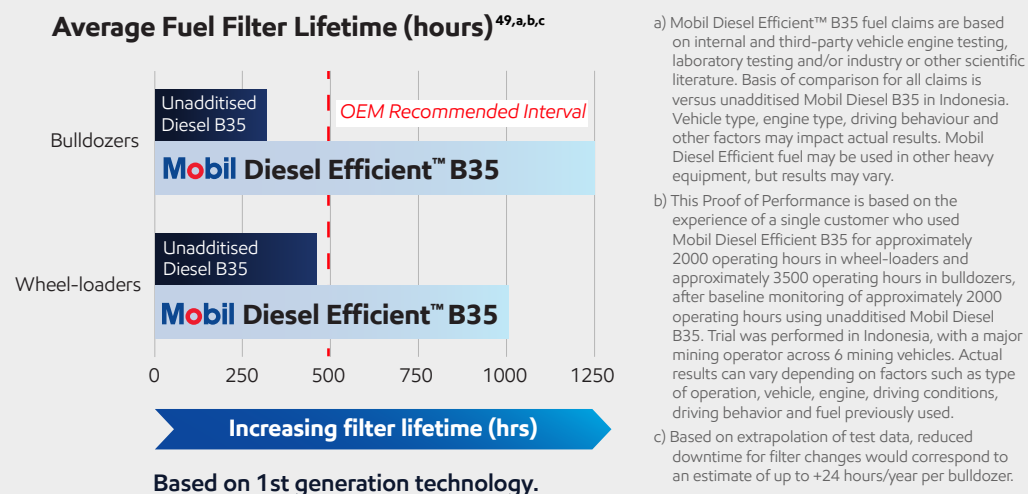 Average Fuel Filter Lifetime (hours)49,a,b,c
Unadditised
Diesel B35
OEM Recommended Interval
Bulldozers
Mobil Diesel Efficient™ B35
Unadditised
Diesel B35
Wheel-loaders
Mobil Diesel Efficient™ B35
0 250 500 750 1000 1250
Increasing filter lifetime (hrs)
Based on 1st generation technology.
a) Mobil Diesel Efficient™ B35 fuel claims are based
on internal and third-party vehicle engine testing,
laboratory testing and/or industry or other scientific
literature. Basis of comparison for all claims is
versus unadditised Mobil Diesel B35 in Indonesia.
Vehicle type, engine type, driving behaviour and
other factors may impact actual results. Mobil
Diesel Efficient fuel may be used in other heavy
equipment, but results may vary.
b) This Proof of Performance is based on the
experience of a single customer who used
Mobil Diesel Efficient B35 for approximately
2000 operating hours in wheel-loaders and
approximately 3500 operating hours in bulldozers,
after baseline monitoring of approximately 2000
operating hours using unadditised Mobil Diesel
B35. Trial was performed in Indonesia, with a major
mining operator across 6 mining vehicles. Actual
results can vary depending on factors such as type
of operation, vehicle, engine, driving conditions,
driving behavior and fuel previously used.
c) Based on extrapolation of test data, reduced
downtime for filter changes would correspond to
an estimate of up to +24 hours/year per bulldozer.